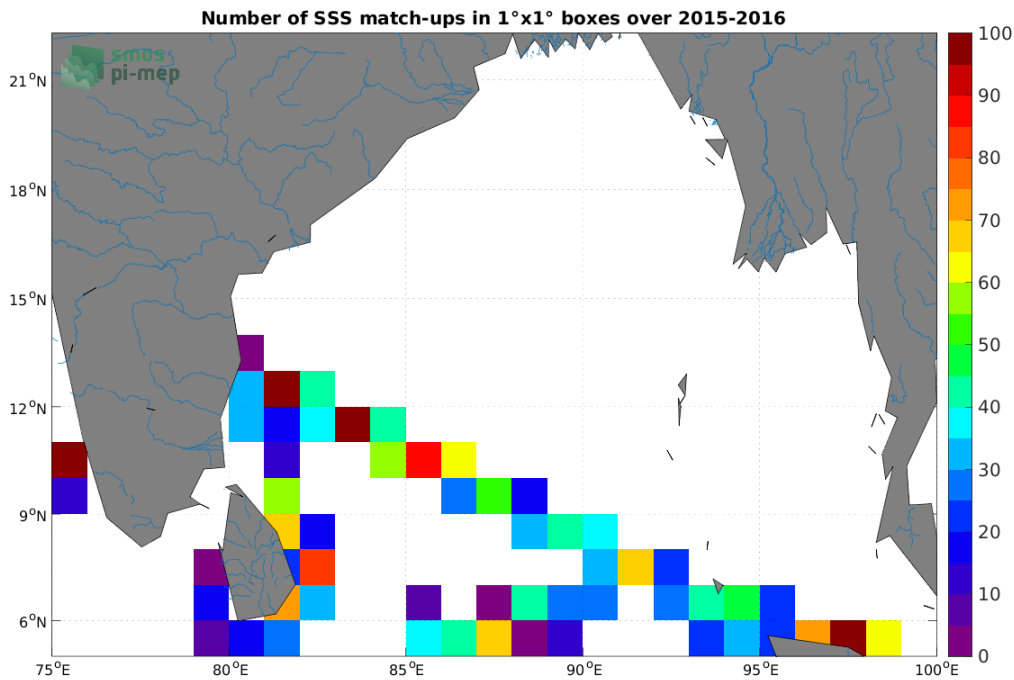 Number of SSS match-ups in 1°x1° boxes over 2015-2016
smos
pi-mep
21°N
18°N
15°N
12°N
9°N
6°N
75°E
80°E
85°E
90°E
95°E
100°E
100
90
80
70
60
50
40
30
20
10
0